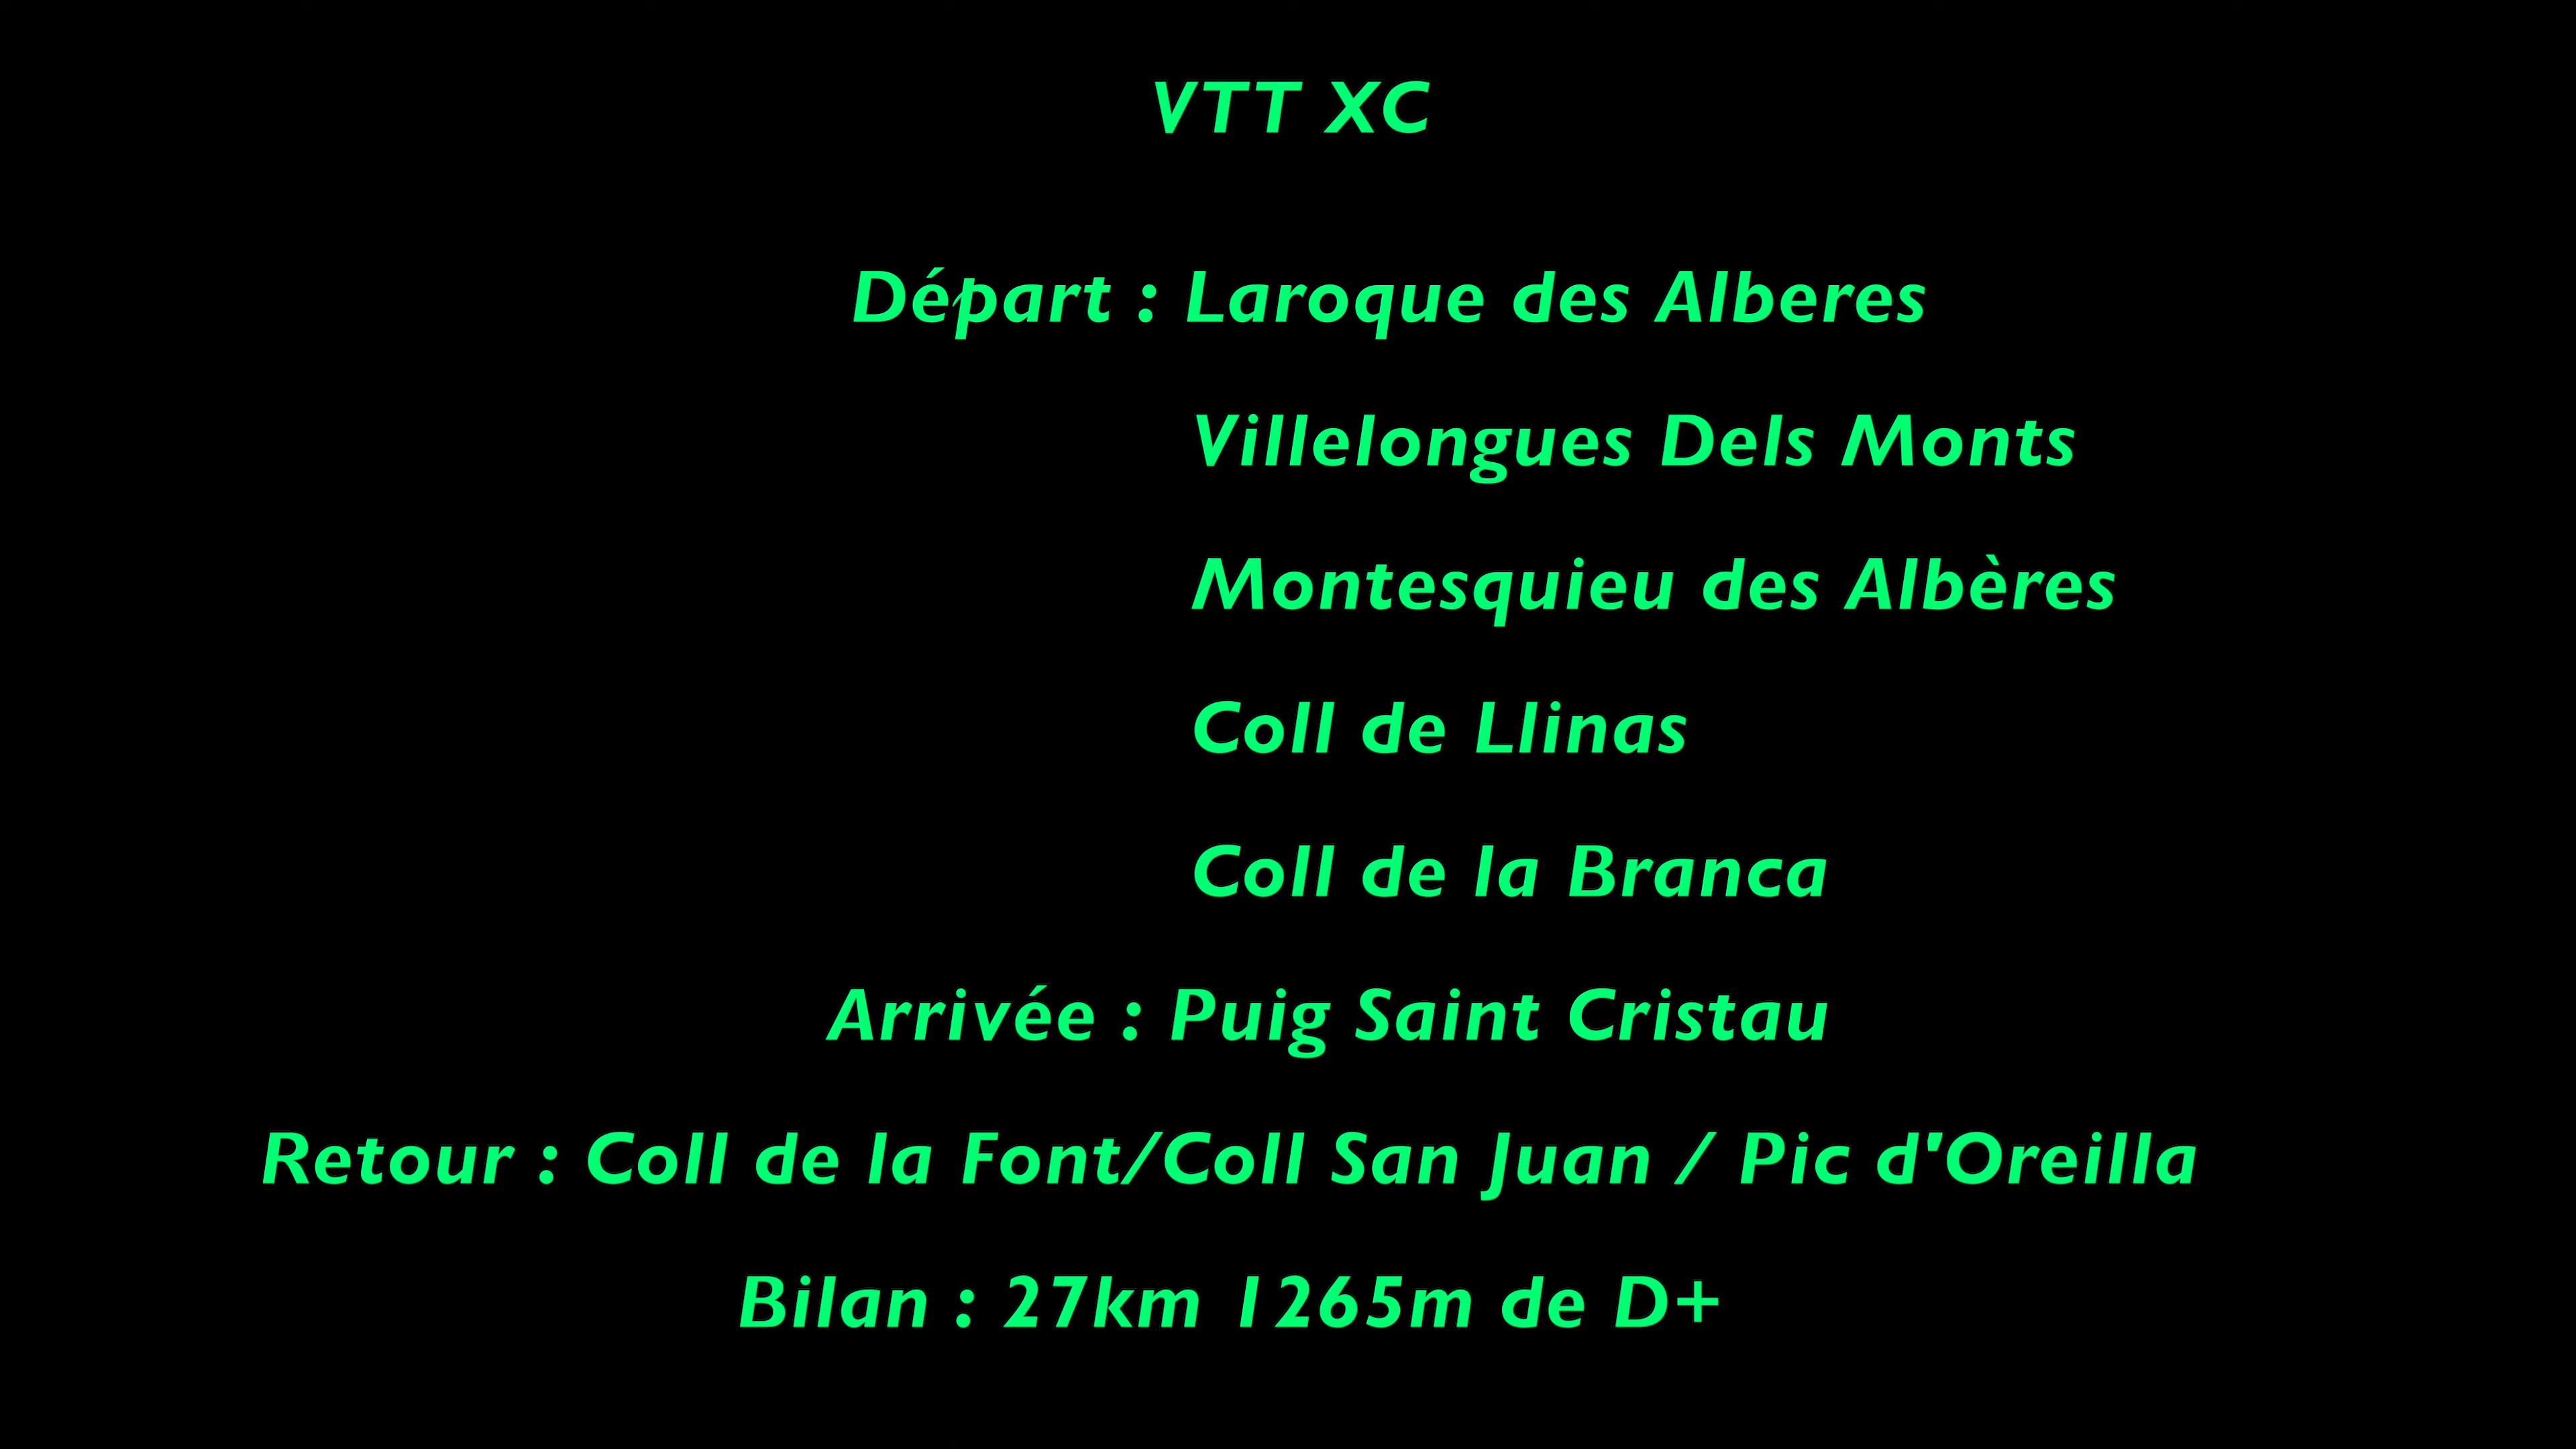 VTT XC
Départ : Laroque des Alberes
Villelongues Dels Monts
Montesquieu des Albères
Coll de Llinas
Coll de la Branca
Arrivée : Puig Saint Cristau
Retour : Coll de la Font/Coll San Juan / Pic d'Oreilla
Bilan : 27km 1265m de D+